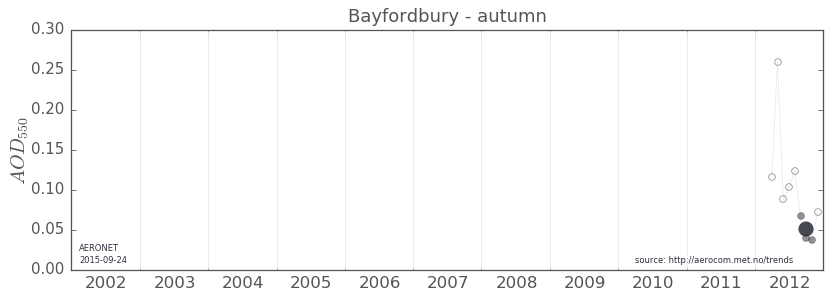 Bayfordbury - autumn
0.30
0.25
0.20
0.15
0.10
0.05
0.00
AOD550
AERONET
2015-09-24
source: http://aerocom.met.no/trends
2002 2003 2004 2005 2006 2007 2008 2009 2010 2011 2012